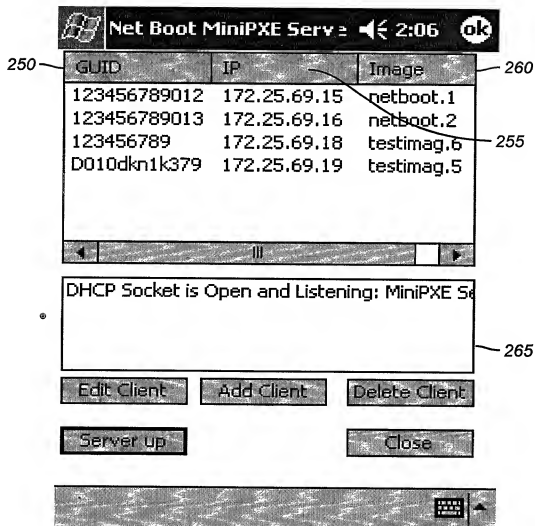 Net Boot MiniPXE Serv 2:06 ok
250 GUID IP Image 260
123456789012 172.25.69.15 netboot.1
123456789013 172.25.69.16 netboot.2
255
123456789 172.25.69.18 testimag.6
D010dkn1k379 172.25.69.19 testimag.5
DHCP Socket is Open and Listening: MiniPXE Se
265
Edit Client Add Client Delete Client
Server up Close